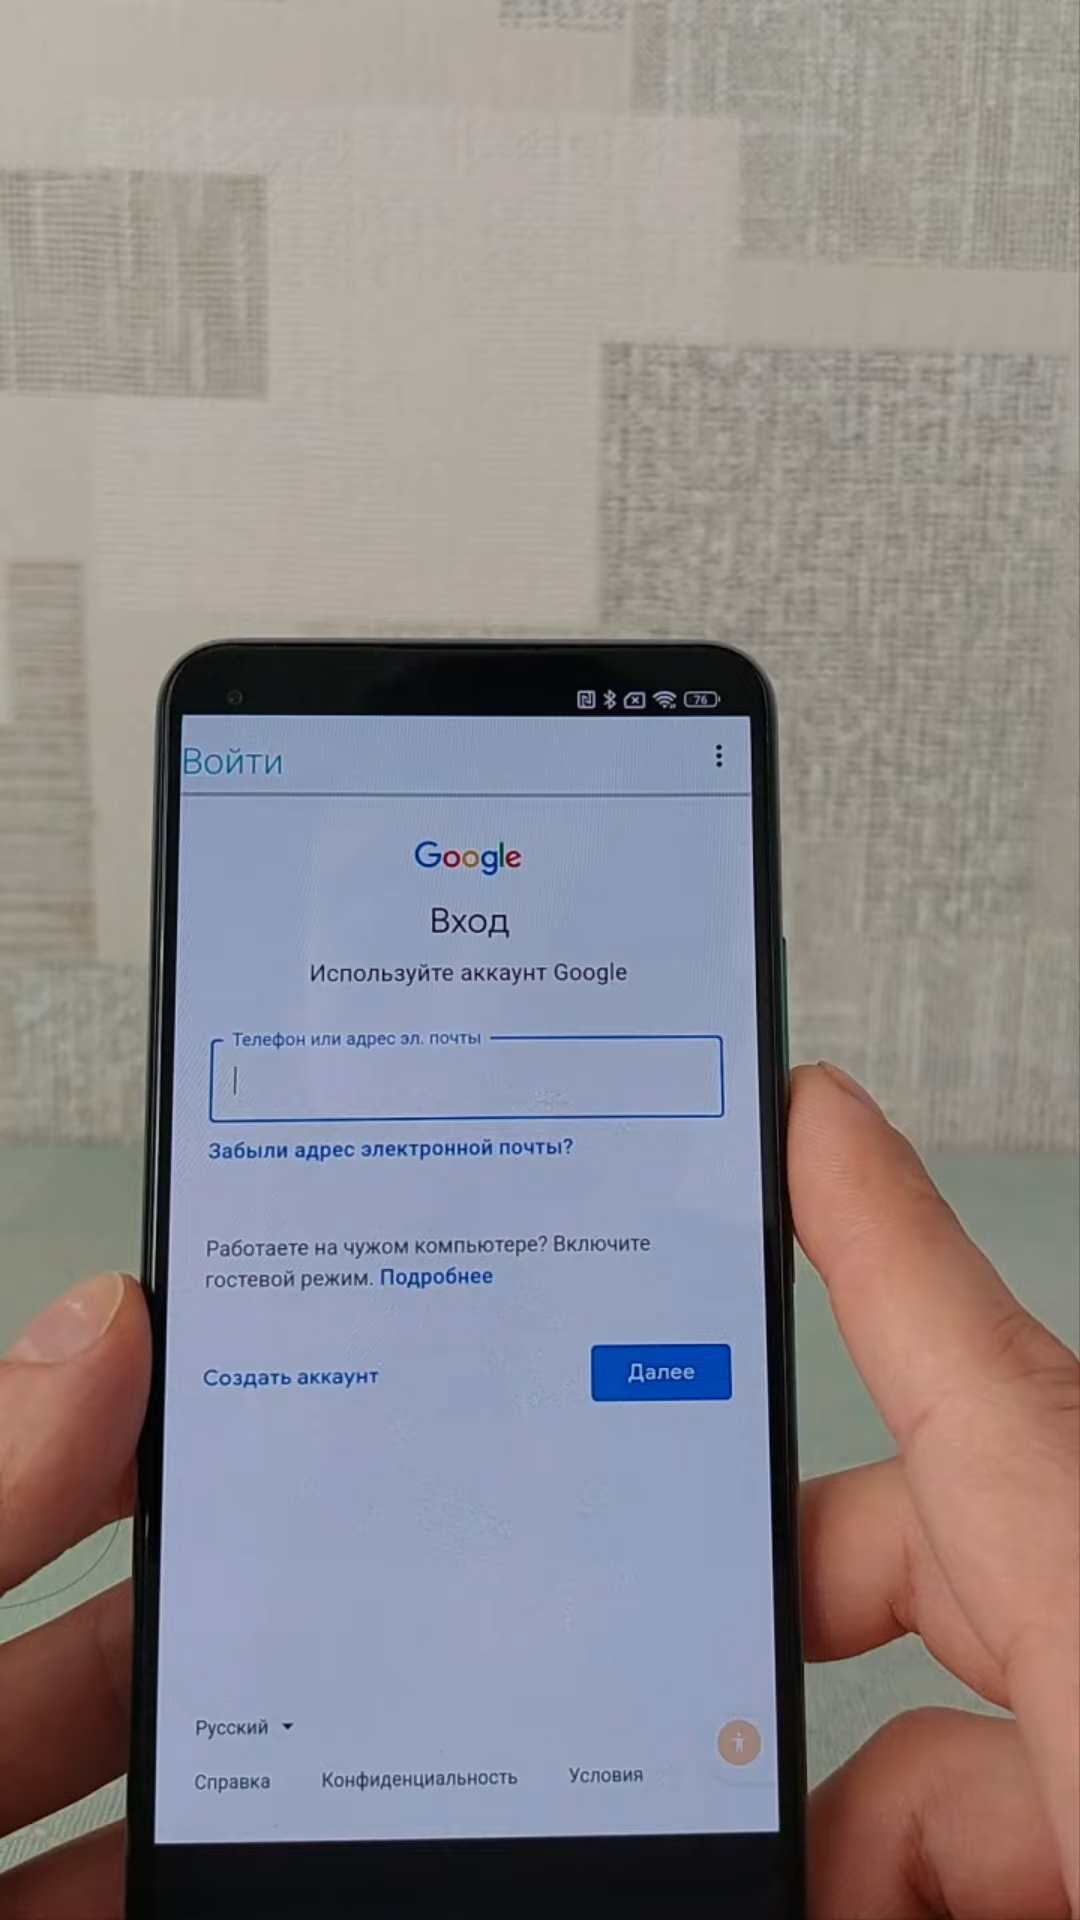 76
Войти
Google
Вход
Используйте аккаунт Google
Телефон или адрес эл. почты
Забыли адрес электронной почты?
Работаете на чужом компьютере? Включите
гостевой режим. Подробнее
Создать аккаунт
Далее
Русский
Справка Конфиденциальность Условия